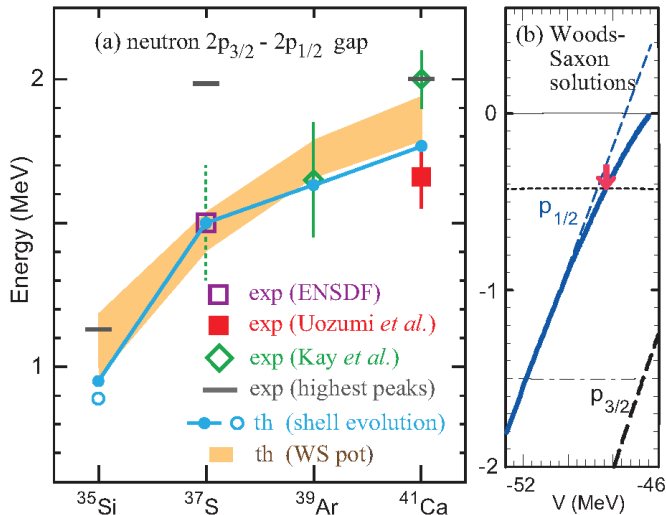 (a) neutron 2p3/2 - 2p1/2 gap
2
Energy (MeV)
1
exp (ENSDF)
exp (Uozumi et al.)
exp (Kay et al.)
exp (highest peaks)
th (shell evolution)
th (WS pot)
35Si
37S
39Ar
41Ca
(b) Woods-
Saxon
solutions
0
p1/2
-1
p3/2
-2
-52
-46
V (MeV)